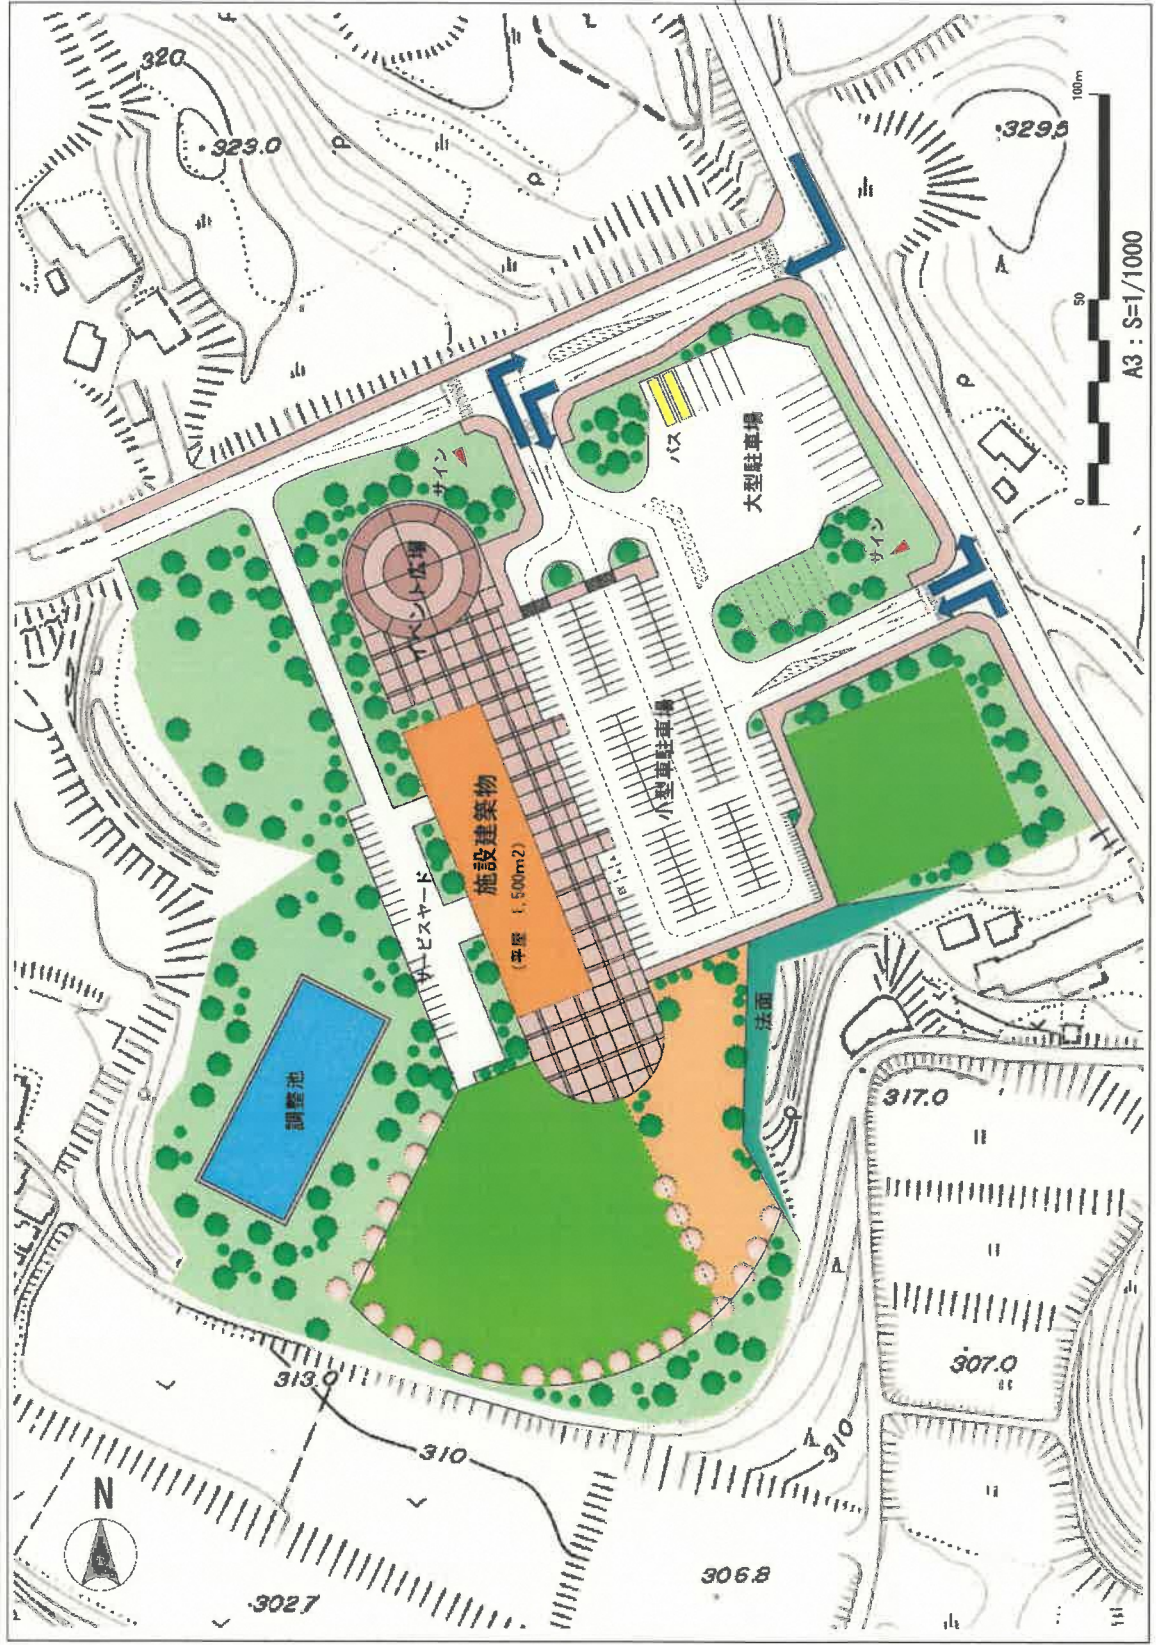 320
323.0
329.5
100m
50
0
A3：S=1/1000
サイン
バス
大型駐車場
イベント広場
サイン
小型車駐車場
施設建築物
(平屋 1,500m2)
サービスヤード
調整池
法面
317.0
313.0
307.0
310
310
N
306.8
302.7